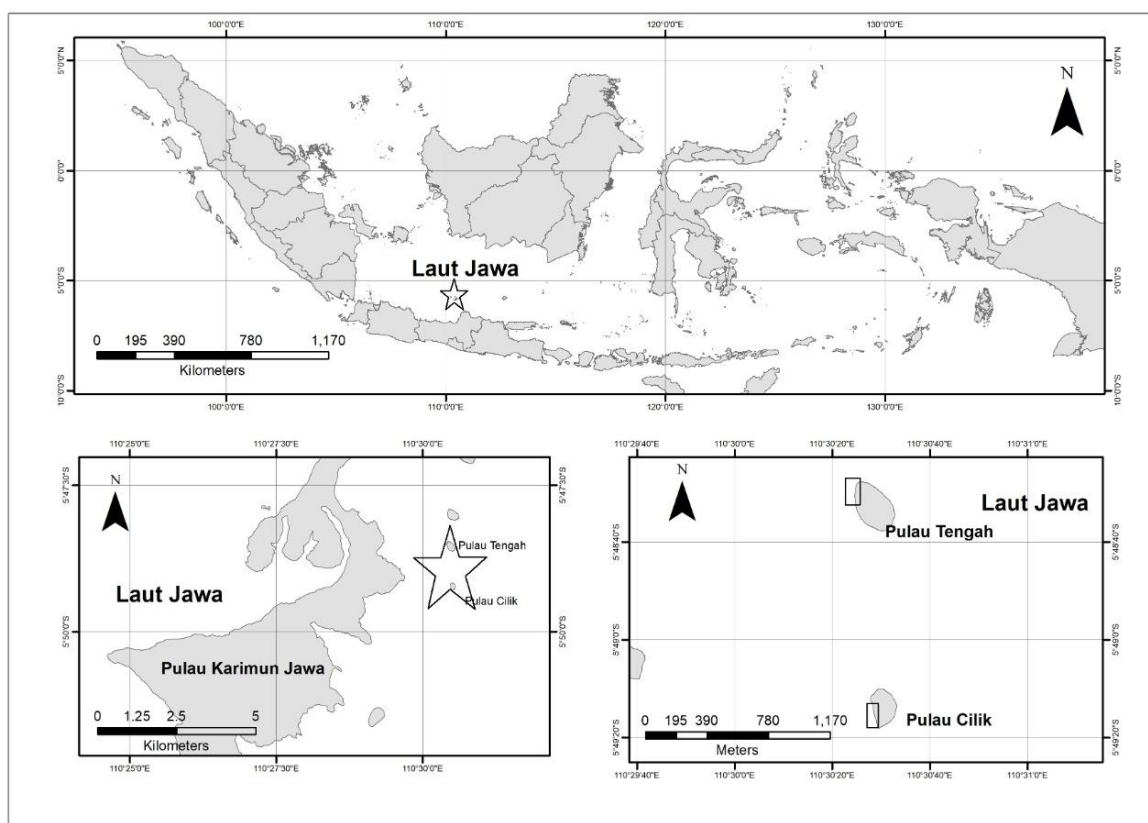 100°0'0"E 110°0'0"E 120°0'0"E 130°0'0"E
5°0'0"N 5°0'0"N
N
0°0'0" 0°0'0"
Laut Jawa
5°0'0"S 5°0'0"S
0 195 390 780 1,170
Kilometers
10°0'0"S 10°0'0"S
100°0'0"E 110°0'0"E 120°0'0"E 130°0'0"E
110°25'0"E 110°27'30"E 110°30'0"E
N
5°47'30"S 5°47'30"S
Pulau Tengah
Laut Jawa
Pulau Cilik
5°50'0"S 5°50'0"S
Pulau Karimun Jawa
0 1.25 2.5 5
Kilometers
110°25'0"E 110°27'30"E 110°30'0"E
110°29'40"E 110°30'0"E 110°30'20"E 110°30'40"E 110°31'0"E
N
Laut Jawa
Pulau Tengah
5°48'40"S 5°48'40"S
5°49'0"S 5°49'0"S
Pulau Cilik
0 195 390 780 1,170
Meters
5°49'20"S 5°49'20"S
110°29'40"E 110°30'0"E 110°30'20"E 110°30'40"E 110°31'0"E